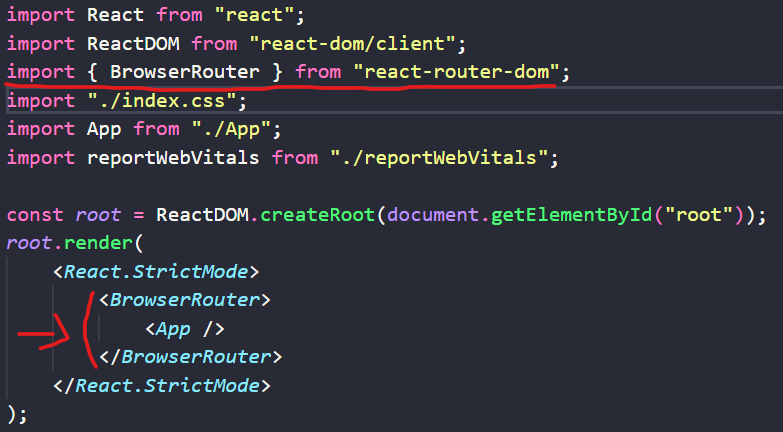 import React from "react";
import ReactDOM from "react-dom/client";
import { BrowserRouter } from "react-router-dom";
import "./index.css";
import App from "./App";
import reportWebVitals from "./reportWebVitals";
const root = ReactDOM.createRoot(document.getElementById("root"));
root.render(
<React.StrictMode>
<BrowserRouter>
<App />
</BrowserRouter>
</React.StrictMode>
);